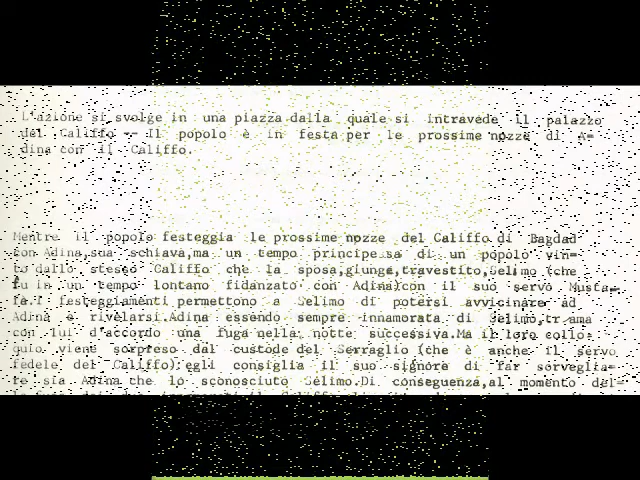 L'azione si svolge in una piazza dalla quale si intravede il palazzo
del Califfo -- Il popolo è in festa per le prossime nozze di A=
dina con il Califfo.
Mentre il popolo festeggia le prossime nozze del Califfo di Bagdad
con Adina,sua schiava,ma un tempo principessa di un popolo vin=
to dallo stesso Califfo che la sposa,giunge,travestito,Selimo (che
fu in un tempo lontano fidanzato con Adina)con il suo servo Musta=
fà.I festeggiamenti permettono a Selimo di potersi avvicinare ad
Adina e rivelarsi.Adina essendo sempre innamorata di Selimo,trama
con lui d'accordo una fuga nella notte successiva.Ma il loro collo=
quio viene sorpreso dal custode del Serraglio (che è anche il servo
fedele del Califfo);egli consiglia il suo signore di far sorveglia=
re sia Adina che lo sconosciuto Selimo.Di conseguenza,al momento del=